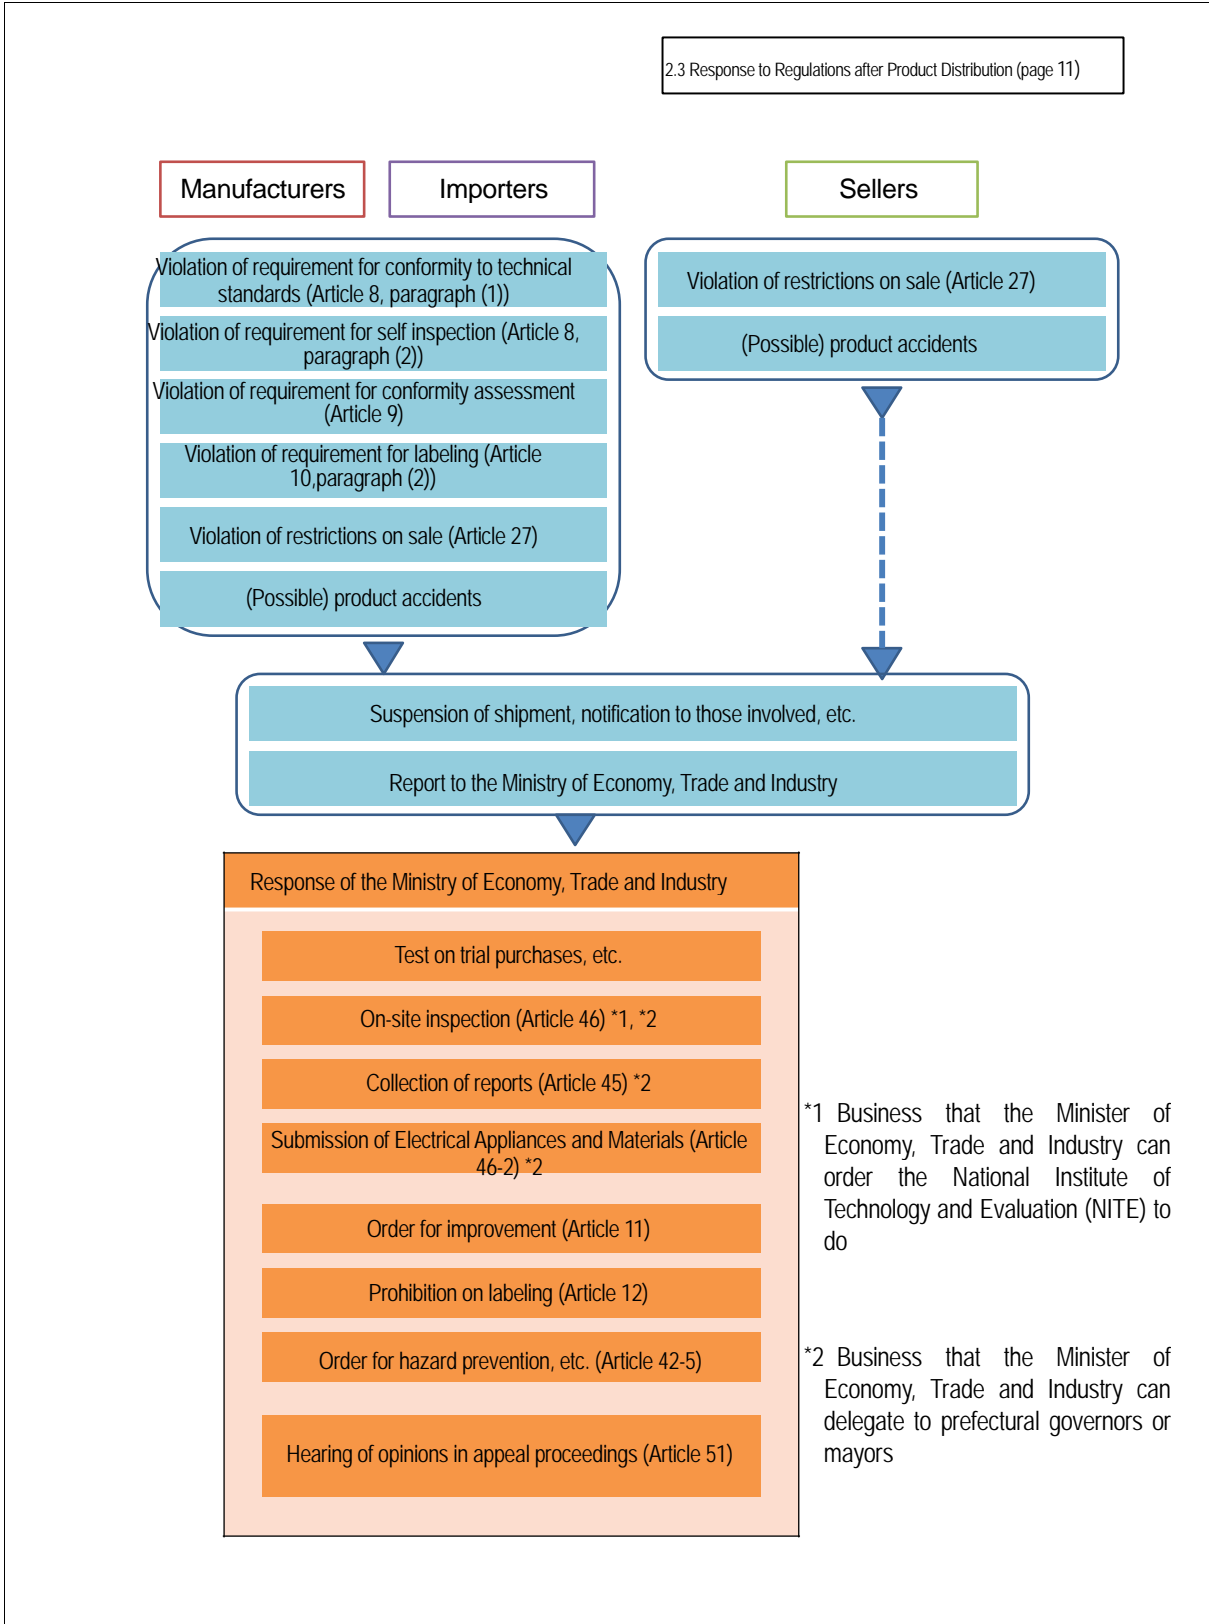 2.3 Response to Regulations after Product Distribution (page 11)
Manufacturers
Importers
Sellers
Violation of requirement for conformity to technical
standards (Article 8, paragraph (1))
Violation of requirement for self inspection (Article 8,
paragraph (2))
Violation of requirement for conformity assessment
(Article 9)
Violation of requirement for labeling (Article
10,paragraph (2))
Violation of restrictions on sale (Article 27)
(Possible) product accidents
Violation of restrictions on sale (Article 27)
(Possible) product accidents
Suspension of shipment, notification to those involved, etc.
Report to the Ministry of Economy, Trade and Industry
Response of the Ministry of Economy, Trade and Industry
Test on trial purchases, etc.
On-site inspection (Article 46) *1, *2
Collection of reports (Article 45) *2
Submission of Electrical Appliances and Materials (Article
46-2) *2
Order for improvement (Article 11)
Prohibition on labeling (Article 12)
Order for hazard prevention, etc. (Article 42-5)
Hearing of opinions in appeal proceedings (Article 51)
*1 Business that the Minister of
Economy, Trade and Industry can
order the National Institute of
Technology and Evaluation (NITE) to
do
*2 Business that the Minister of
Economy, Trade and Industry can
delegate to prefectural governors or
mayors